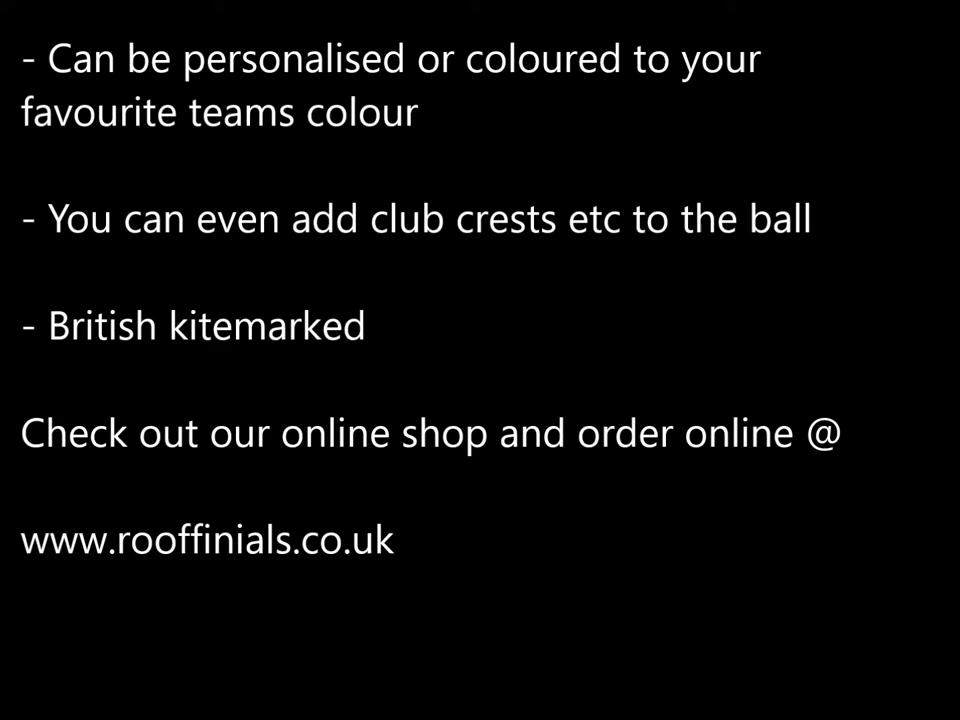 - Can be personalised or coloured to your
favourite teams colour
- You can even add club crests etc to the ball
- British kitemarked
Check out our online shop and order online @
www.rooffinials.co.uk